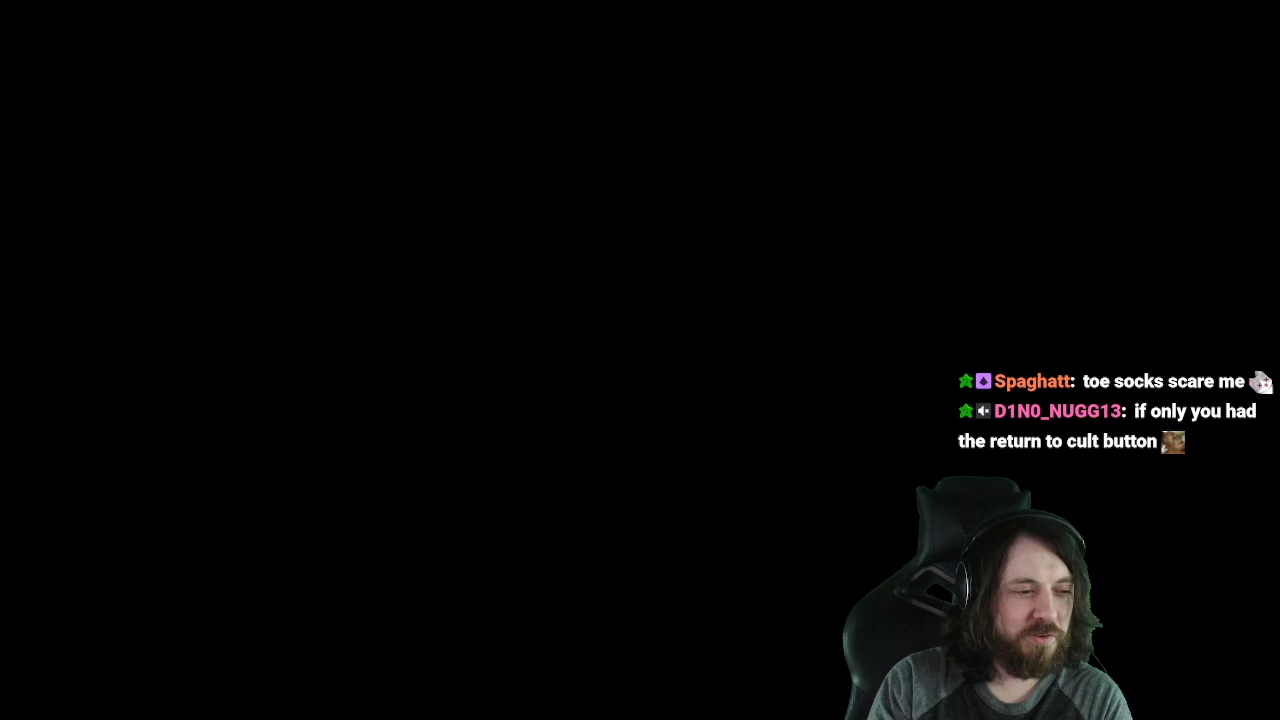 Spaghatt: toe socks scare me
D1N0_NUGG13: if only you had
the return to cult button